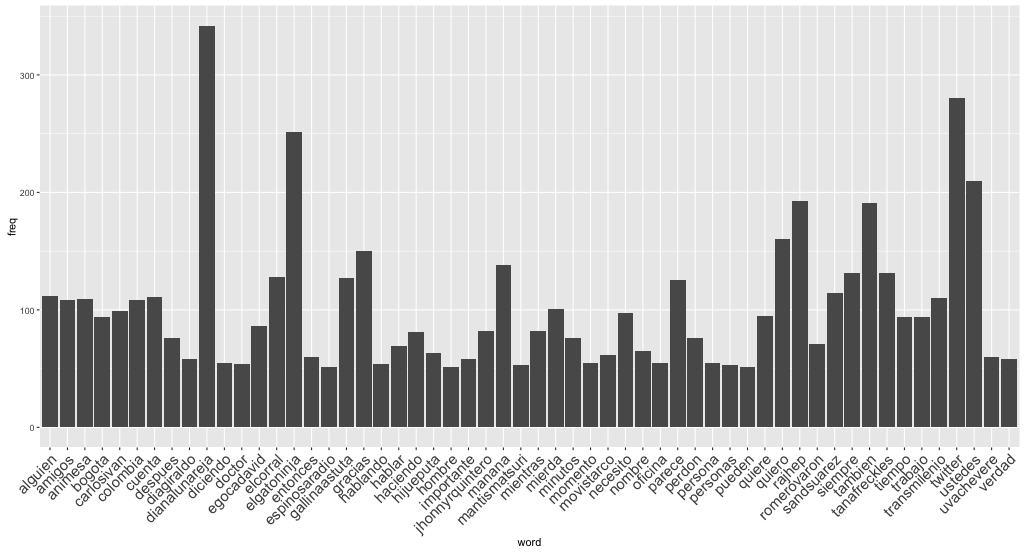 300
200
100
0
freq
alguien
amigos
animesa
bogota
carlosivan
colombia
cuenta
despues
diagiraldo
dianalunareja
diciendo
doctor
egocadavid
elcorral
elgatoninja
entonces
espinosaradio
gallinaastuta
gracias
hablando
hablar
haciendo
hijueputa
hombre
importante
jhonnyrquintero
manana
mantismatsuri
mientras
mierda
minutos
momento
movistarco
necesito
nombre
oficina
parece
perdon
persona
personas
pueden
quiere
quiero
rajhep
romerovaron
sandsuarez
siempre
tambien
tanafreckles
tiempo
trabajo
transmilenio
twitter
ustedes
uvachevere
verdad
word